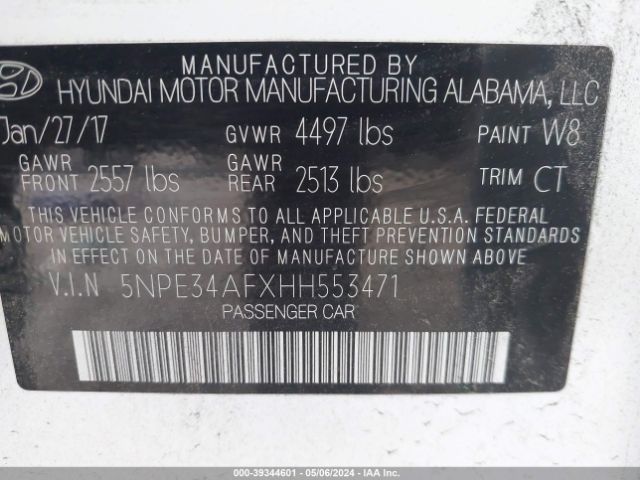 MANUFACTURED BY
HYUNDAI MOTOR MANUFACTURING ALABAMA, LLC
Jan/27/17 GVWR 4497 lbs PAINT W8
GAWR FRONT 2557 lbs GAWR REAR 2513 lbs TRIM CT
THIS VEHICLE CONFORMS TO ALL APPLICABLE U.S.A. FEDERAL
MOTOR VEHICLE SAFETY, BUMPER, AND THEFT PREVENTION STANDARDS
IN EFFECT ON THE DATE OF MANUFACTURE SHOWN ABOVE
V.I.N 5NPE34AFXHH553471
PASSENGER CAR
000-39344601 - 05/06/2024 - IAA Inc.